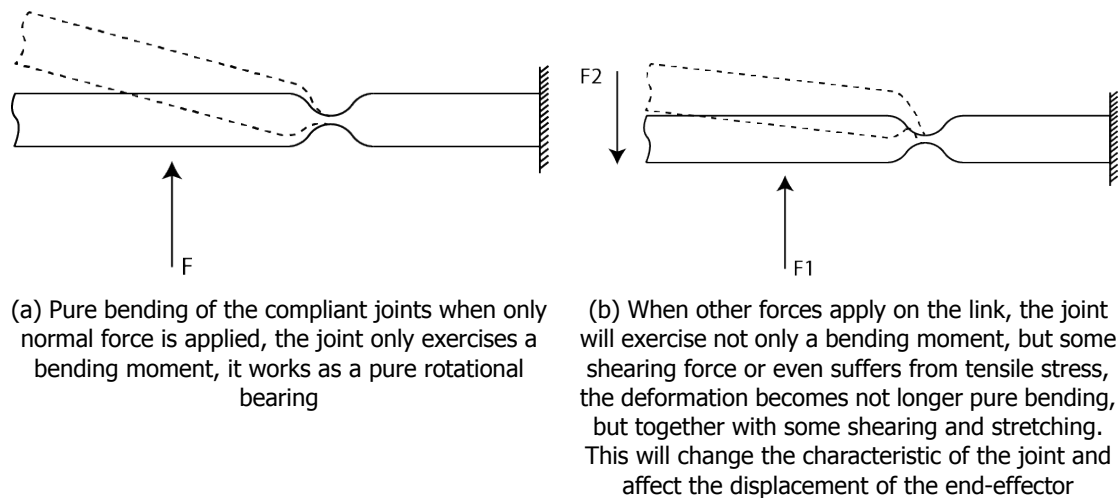 F
F2
F1
(a) Pure bending of the compliant joints when only
normal force is applied, the joint only exercises a
bending moment, it works as a pure rotational
bearing
(b) When other forces apply on the link, the joint
will exercise not only a bending moment, but some
shearing force or even suffers from tensile stress,
the deformation becomes not longer pure bending,
but together with some shearing and stretching.
This will change the characteristic of the joint and
affect the displacement of the end-effector